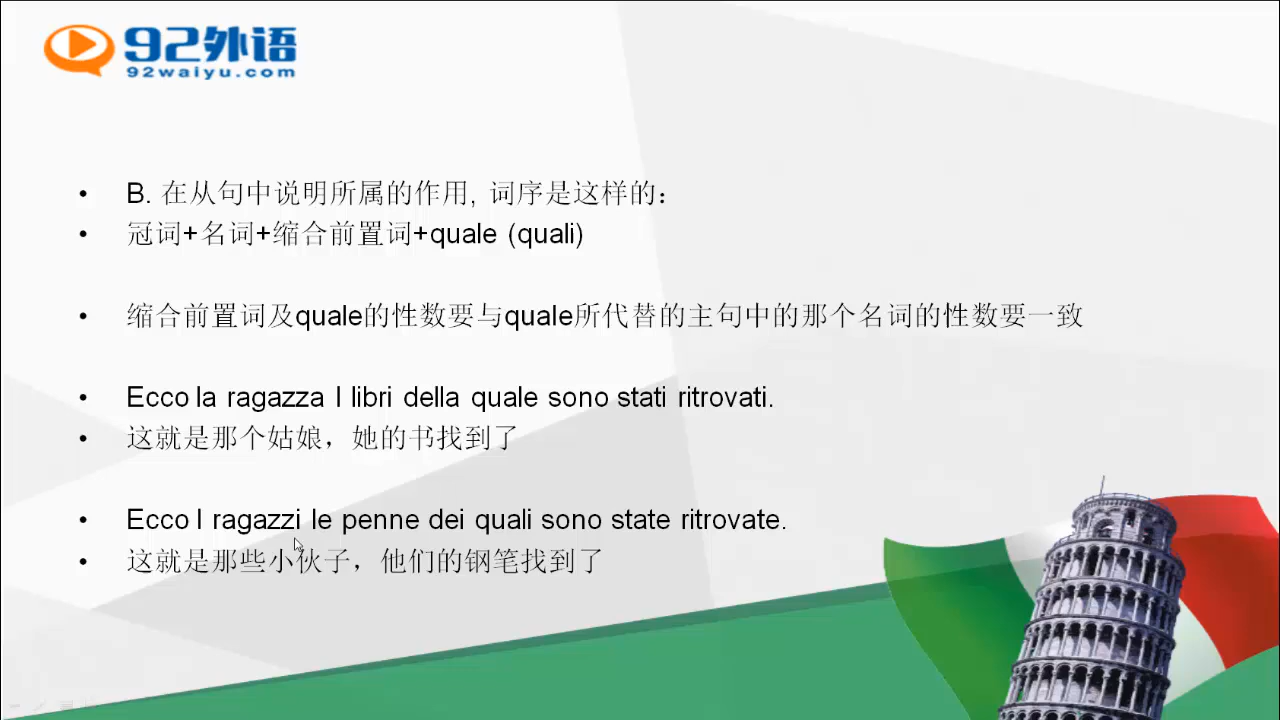 92外语
92waiyu.com
• B. 在从句中说明所属的作用, 词序是这样的：
• 冠词+名词+缩合前置词+quale (quali)
• 缩合前置词及quale的性数要与quale所代替的主句中的那个名词的性数要一致
• Ecco la ragazza I libri della quale sono stati ritrovati.
• 这就是那个姑娘，她的书找到了
• Ecco I ragazzi le penne dei quali sono state ritrovate.
• 这就是那些小伙子，他们的钢笔找到了